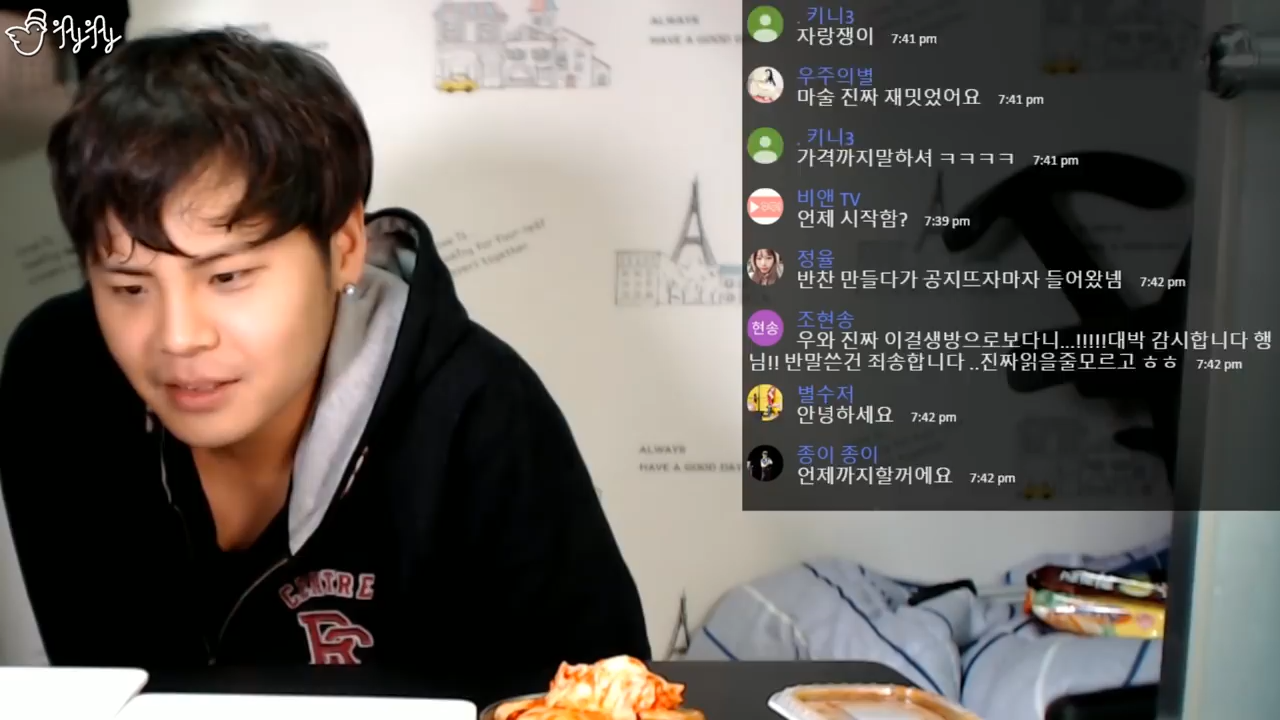 ALWAYS
HAVE A GOOD D
. 키니3
자랑쟁이 7:41 pm
우주의별
마술 진짜 재밋었어요 7:41 pm
. 키니3
가격까지말하셔 ㅋㅋㅋㅋ 7:41 pm
비앤 TV
언제 시작함? 7:39 pm
정율
반찬 만들다가 공지뜨자마자 들어왔넴 7:42 pm
현송
조현송
우와 진짜 이걸생방으로보다니...!!!!!대박 감시합니다 행
님!! 반말쓴건 죄송합니다 ..진짜읽을줄모르고 ㅎㅎ 7:42 pm
별수저
안녕하세요 7:42 pm
종이 종이
언제까지할꺼에요 7:42 pm
ALWAYS
HAVE A GOOD DAY
CENTRE